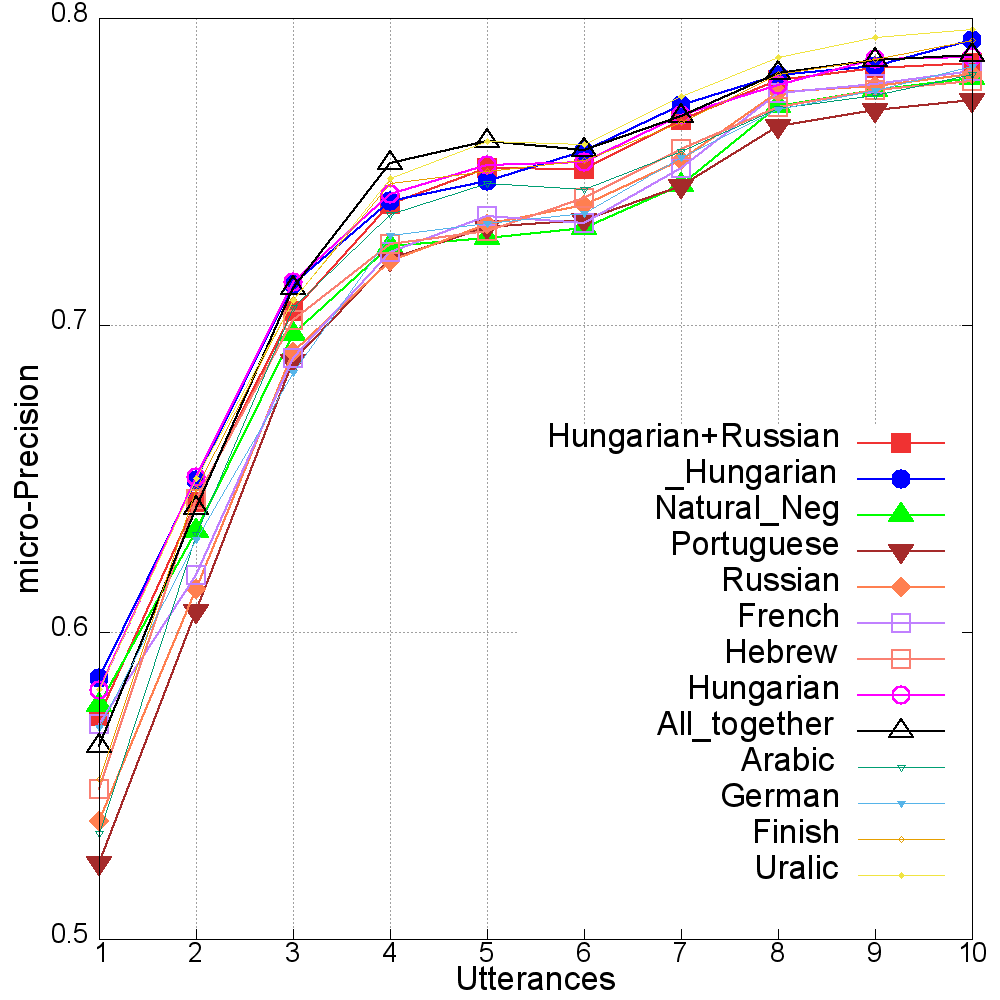 0.8
0.7
0.6
0.5
micro-Precision
Hungarian+Russian
_Hungarian
Natural_Neg
Portuguese
Russian
French
Hebrew
Hungarian
All_together
Arabic
German
Finish
Uralic
1 2 3 4 5 6 7 8 9 10
Utterances